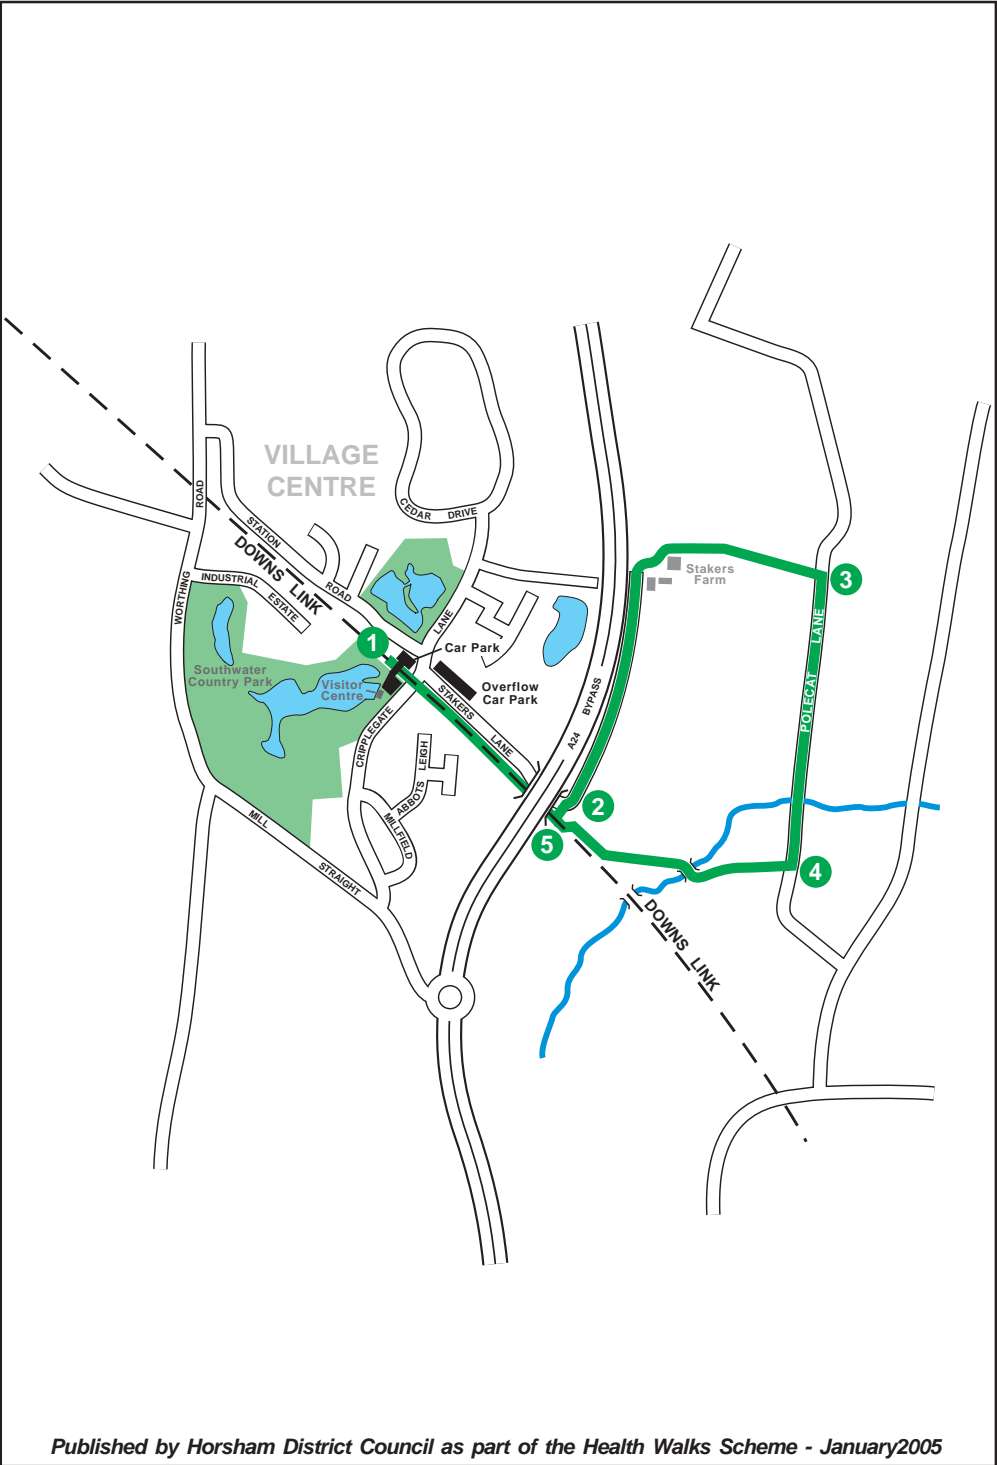 VILLAGE
CENTRE
CEDAR DRIVE
ROAD
STATION
ROAD
DOWNS LINK
INDUSTRIAL
ESTATE
WORTHING
LANE
1
Car Park
Stakers
Farm
3
Southwater
Country Park
Visitor
Centre
Overflow
Car Park
STAKERS
LANE
POLECAT LANE
A24 BYPASS
CRIPPLEGATE
ABBOTS LEIGH
MILLFIELD
MILL
STRAIGHT
2
5
4
DOWNS LINK
Published by Horsham District Council as part of the Health Walks Scheme - January2005